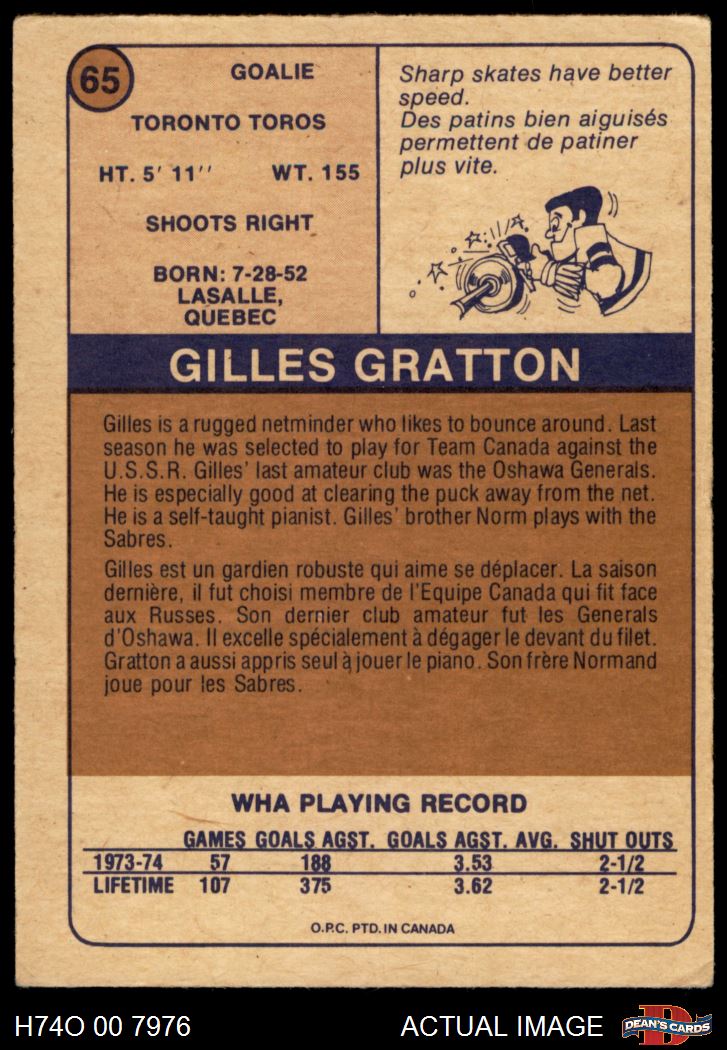 65
GOALIE
TORONTO TOROS
HT. 5' 11'' WT. 155
SHOOTS RIGHT
BORN: 7-28-52
LASALLE,
QUEBEC
Sharp skates have better
speed.
Des patins bien aiguisés
permettent de patiner
plus vite.
GILLES GRATTON
Gilles is a rugged netminder who likes to bounce around. Last
season he was selected to play for Team Canada against the
U.S.S.R. Gilles' last amateur club was the Oshawa Generals.
He is especially good at clearing the puck away from the net.
He is a self-taught pianist. Gilles' brother Norm plays with the
Sabres.
Gilles est un gardien robuste qui aime se déplacer. La saison
dernière, il fut choisi membre de l'Equipe Canada qui fit face
aux Russes. Son dernier club amateur fut les Generals
d'Oshawa. Il excelle spécialement à dégager le devant du filet.
Gratton a aussi appris seul à jouer le piano. Son frère Normand
joue pour les Sabres.
WHA PLAYING RECORD
GAMES GOALS AGST. GOALS AGST. AVG. SHUT OUTS
1973-74 57 188 3.53 2-1/2
LIFETIME 107 375 3.62 2-1/2
O.P.C. PTD. IN CANADA
H74O 00 7976 ACTUAL IMAGE
D
DEAN'S CARDS